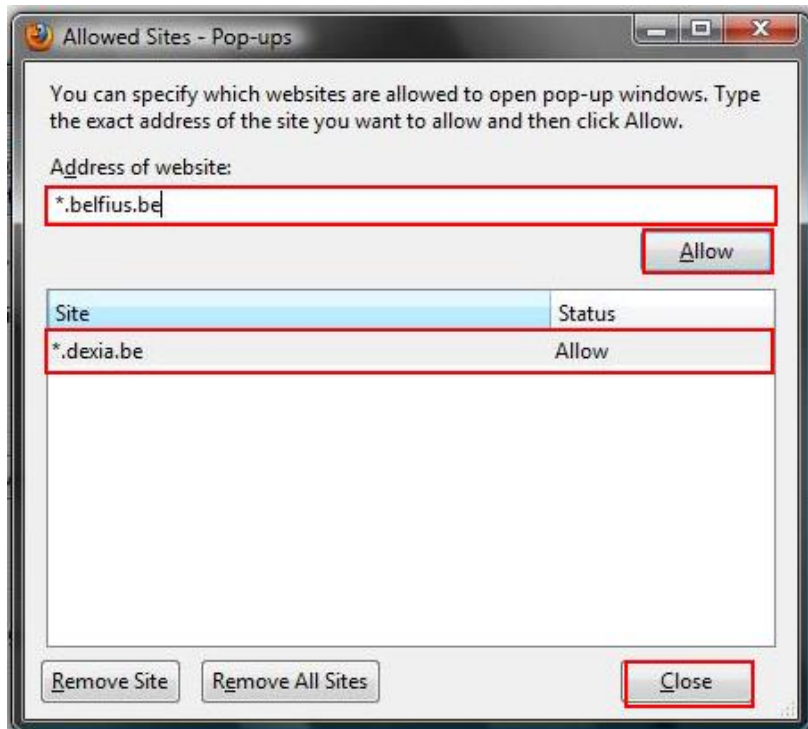 Allowed Sites - Pop-ups
You can specify which websites are allowed to open pop-up windows. Type
the exact address of the site you want to allow and then click Allow.
Address of website:
*.belfius.be
Allow
Site Status
*.dexia.be Allow
Remove Site Remove All Sites Close